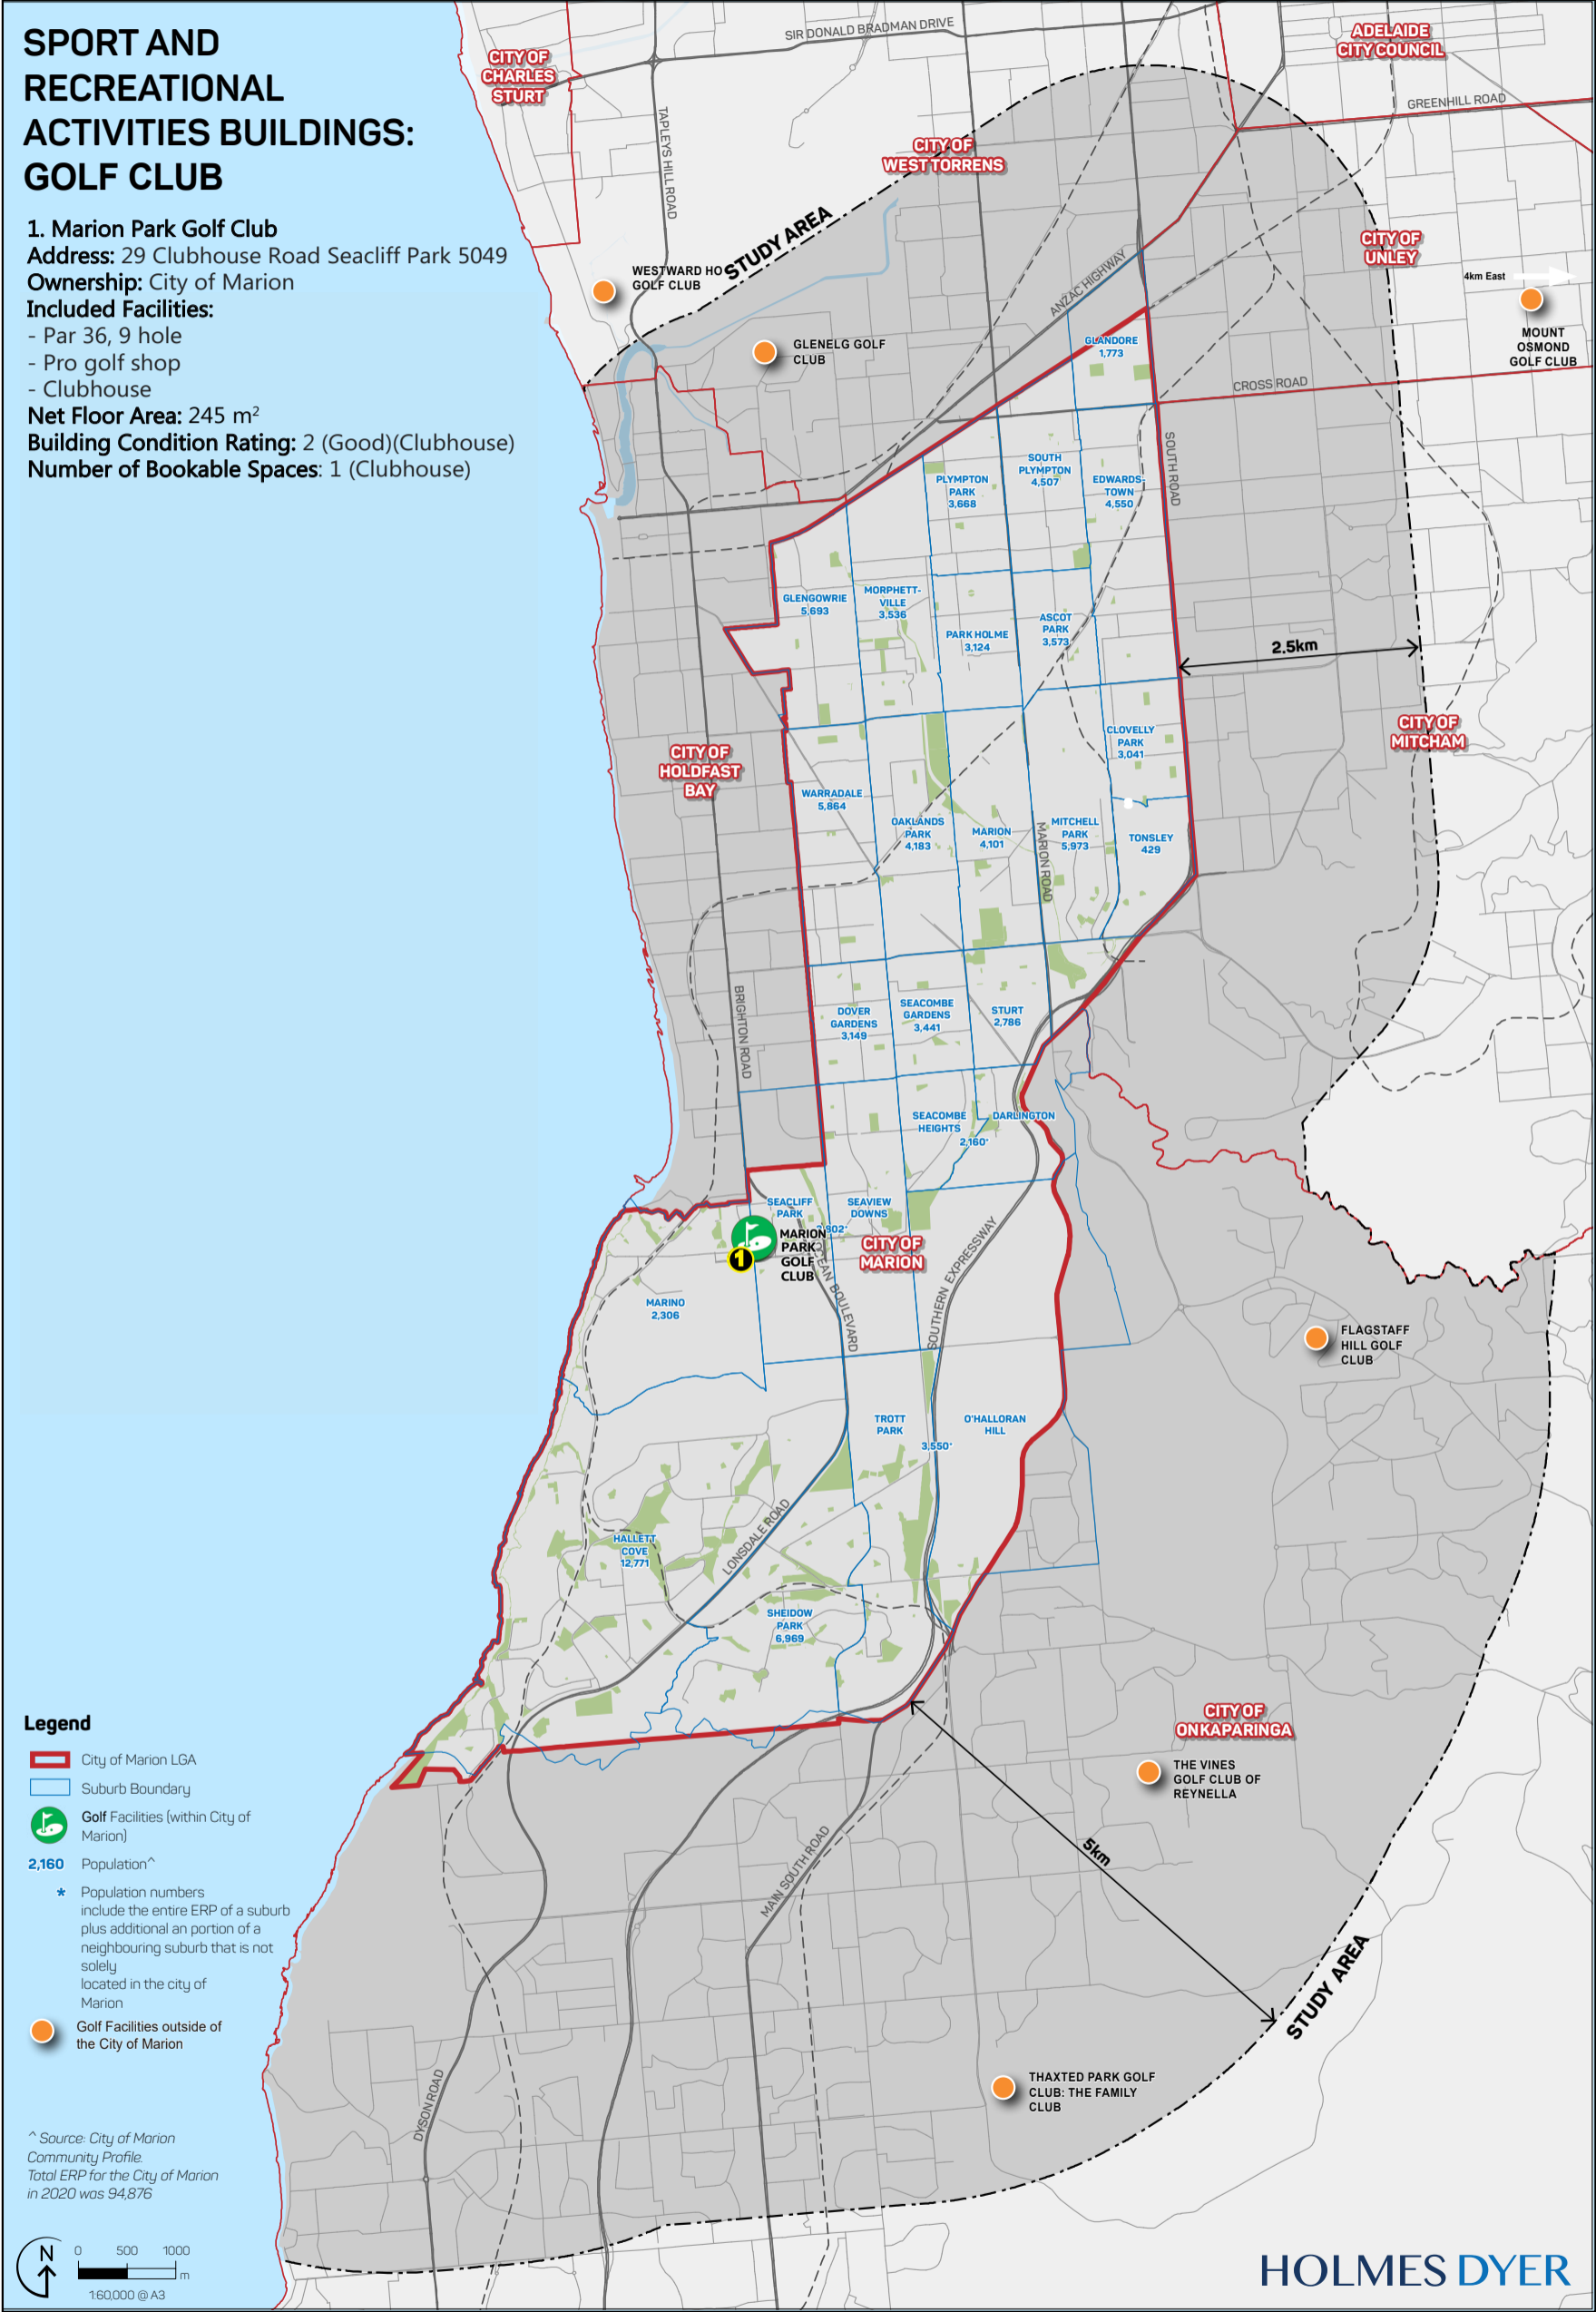 SPORT AND
RECREATIONAL
ACTIVITIES BUILDINGS:
GOLF CLUB
1. Marion Park Golf Club
Address: 29 Clubhouse Road Seacliff Park 5049
Ownership: City of Marion
Included Facilities:
- Par 36, 9 hole
- Pro golf shop
- Clubhouse
Net Floor Area: 245 m²
Building Condition Rating: 2 (Good)(Clubhouse)
Number of Bookable Spaces: 1 (Clubhouse)
CITY OF
CHARLES
STURT
SIR DONALD BRADMAN DRIVE
ADELAIDE
CITY COUNCIL
GREENHILL ROAD
TAPLEYS HILL ROAD
CITY OF
WEST TORRENS
STUDY AREA
CITY OF
UNLEY
4km East
MOUNT
OSMOND
GOLF CLUB
WESTWARD HO
GOLF CLUB
GLENELG GOLF
CLUB
ANZAC HIGHWAY
GLANDORE
1,773
CROSS ROAD
SOUTH ROAD
PLYMPTON
PARK
3,668
SOUTH
PLYMPTON
4,507
EDWARDS-
TOWN
4,550
GLENGOWRIE
5,693
MORPHETT-
VILLE
3,536
PARK HOLME
3,124
ASCOT
PARK
3,573
2.5km
CITY OF
MITCHAM
CITY OF
HOLDFAST
BAY
CLOVELLY
PARK
3,041
WARRADALE
5,864
OAKLANDS
PARK
4,183
MARION
4,101
MARION ROAD
MITCHELL
PARK
5,973
TONSLEY
429
BRIGHTON ROAD
DOVER
GARDENS
3,149
SEACOMBE
GARDENS
3,441
STURT
2,786
SEACOMBE
HEIGHTS
DARLINGTON
2,160*
SEACLIFF
PARK
SEAVIEW
DOWNS
902*
1
MARION
PARK
GOLF
CLUB
OCEAN BOULEVARD
CITY OF
MARION
SOUTHERN EXPRESSWAY
MARINO
2,306
FLAGSTAFF
HILL GOLF
CLUB
TROTT
PARK
O'HALLORAN
HILL
3,550*
HALLETT
COVE
12,771
LONSDALE ROAD
SHEIDOW
PARK
6,969
CITY OF
ONKAPARINGA
THE VINES
GOLF CLUB OF
REYNELLA
5km
MAIN SOUTH ROAD
STUDY AREA
DYSON ROAD
THAXTED PARK GOLF
CLUB: THE FAMILY
CLUB
Legend
City of Marion LGA
Suburb Boundary
Golf Facilities (within City of
Marion)
2,160 Population^
* Population numbers
include the entire ERP of a suburb
plus additional an portion of a
neighbouring suburb that is not
solely
located in the city of
Marion
Golf Facilities outside of
the City of Marion
^ Source: City of Marion
Community Profile.
Total ERP for the City of Marion
in 2020 was 94,876
N
0 500 1000
m
1:60,000 @ A3
HOLMES DYER